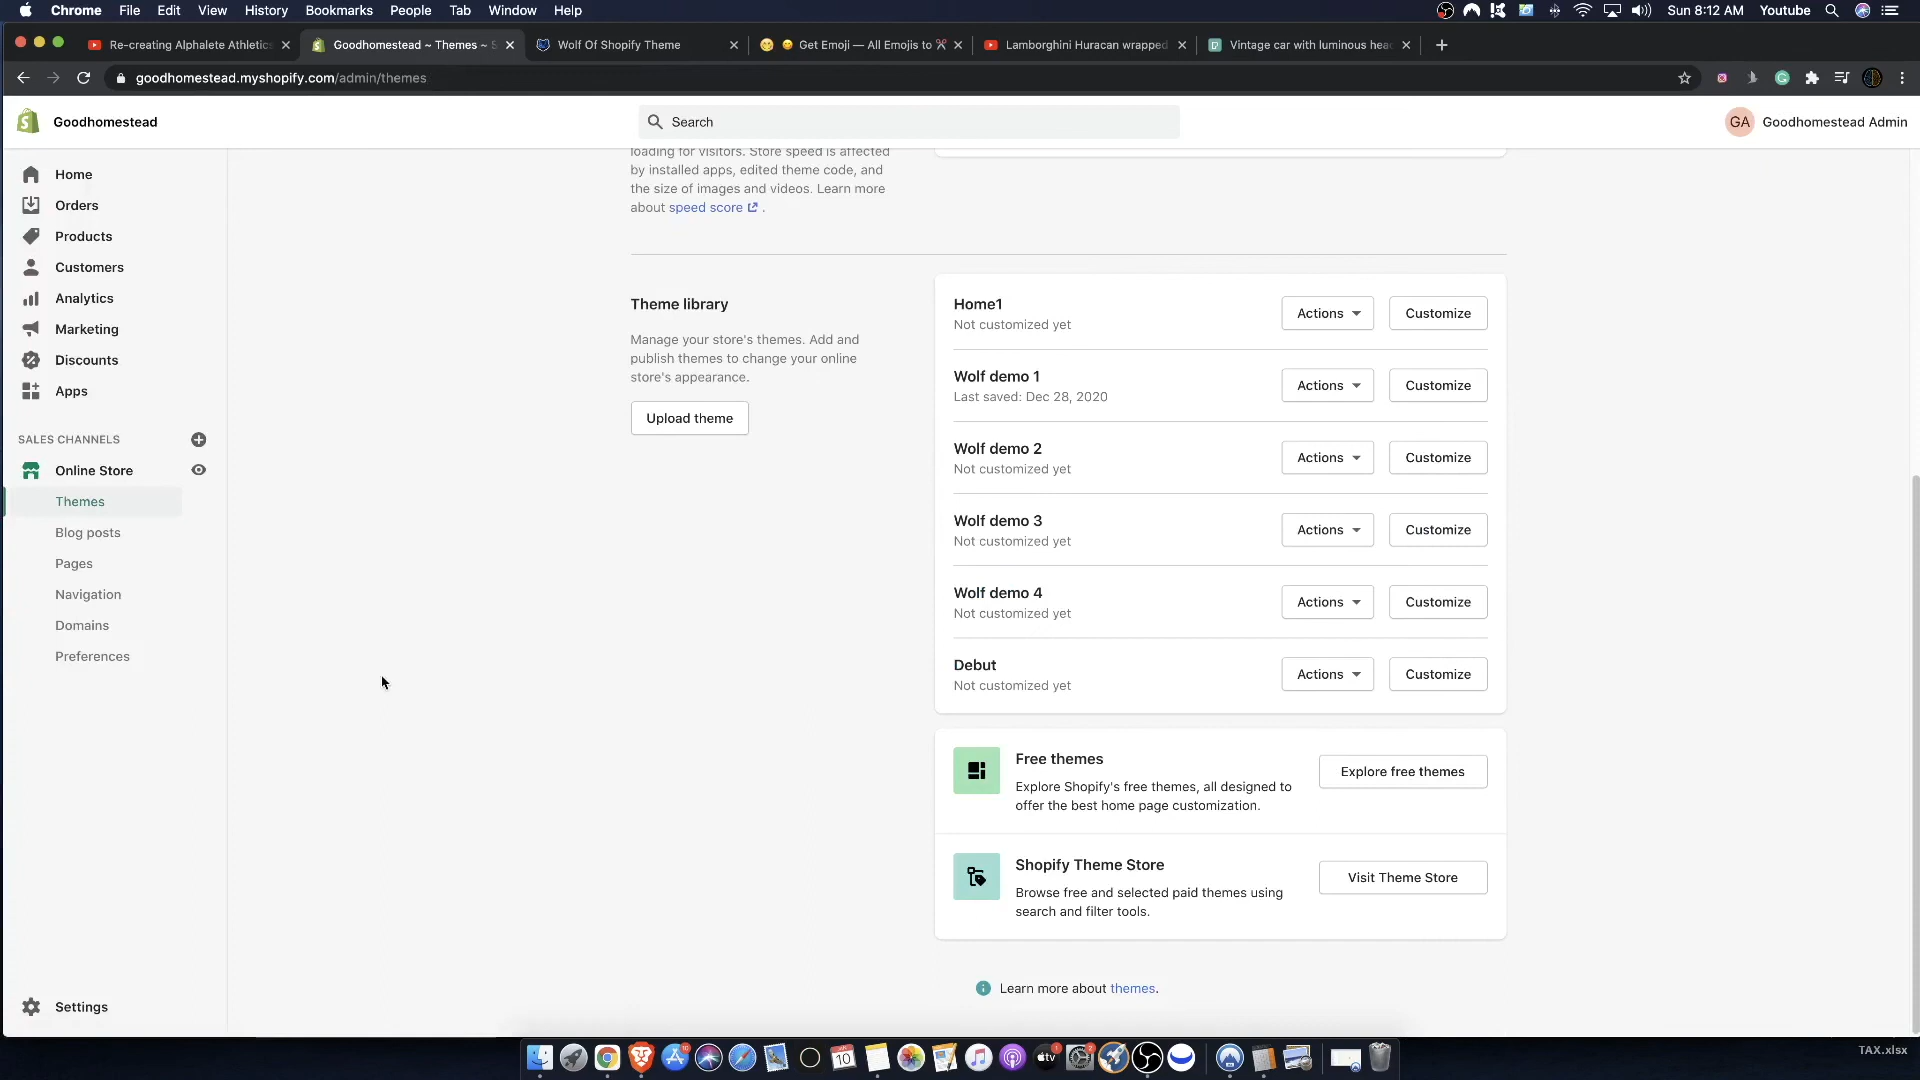 Chrome File Edit View History Bookmarks People Tab Window Help
Sun 8:12 AM Youtube
Re-creating Alphalete Athletics
Goodhomestead ~ Themes ~ S
Wolf Of Shopify Theme
Get Emoji — All Emojis to
Lamborghini Huracan wrapped
Vintage car with luminous head
goodhomestead.myshopify.com/admin/themes
Goodhomestead
Search
GA Goodhomestead Admin
Home
Orders
Products
Customers
Analytics
Marketing
Discounts
Apps
SALES CHANNELS
Online Store
Themes
Blog posts
Pages
Navigation
Domains
Preferences
Settings
loading for visitors. Store speed is affected
by installed apps, edited theme code, and
the size of images and videos. Learn more
about speed score .
Theme library
Manage your store's themes. Add and
publish themes to change your online
store's appearance.
Upload theme
Home1
Not customized yet
Actions Customize
Wolf demo 1
Last saved: Dec 28, 2020
Actions Customize
Wolf demo 2
Not customized yet
Actions Customize
Wolf demo 3
Not customized yet
Actions Customize
Wolf demo 4
Not customized yet
Actions Customize
Debut
Not customized yet
Actions Customize
Free themes
Explore Shopify's free themes, all designed to
offer the best home page customization.
Explore free themes
Shopify Theme Store
Browse free and selected paid themes using
search and filter tools.
Visit Theme Store
Learn more about themes.
10
tv
TAX.xlsx